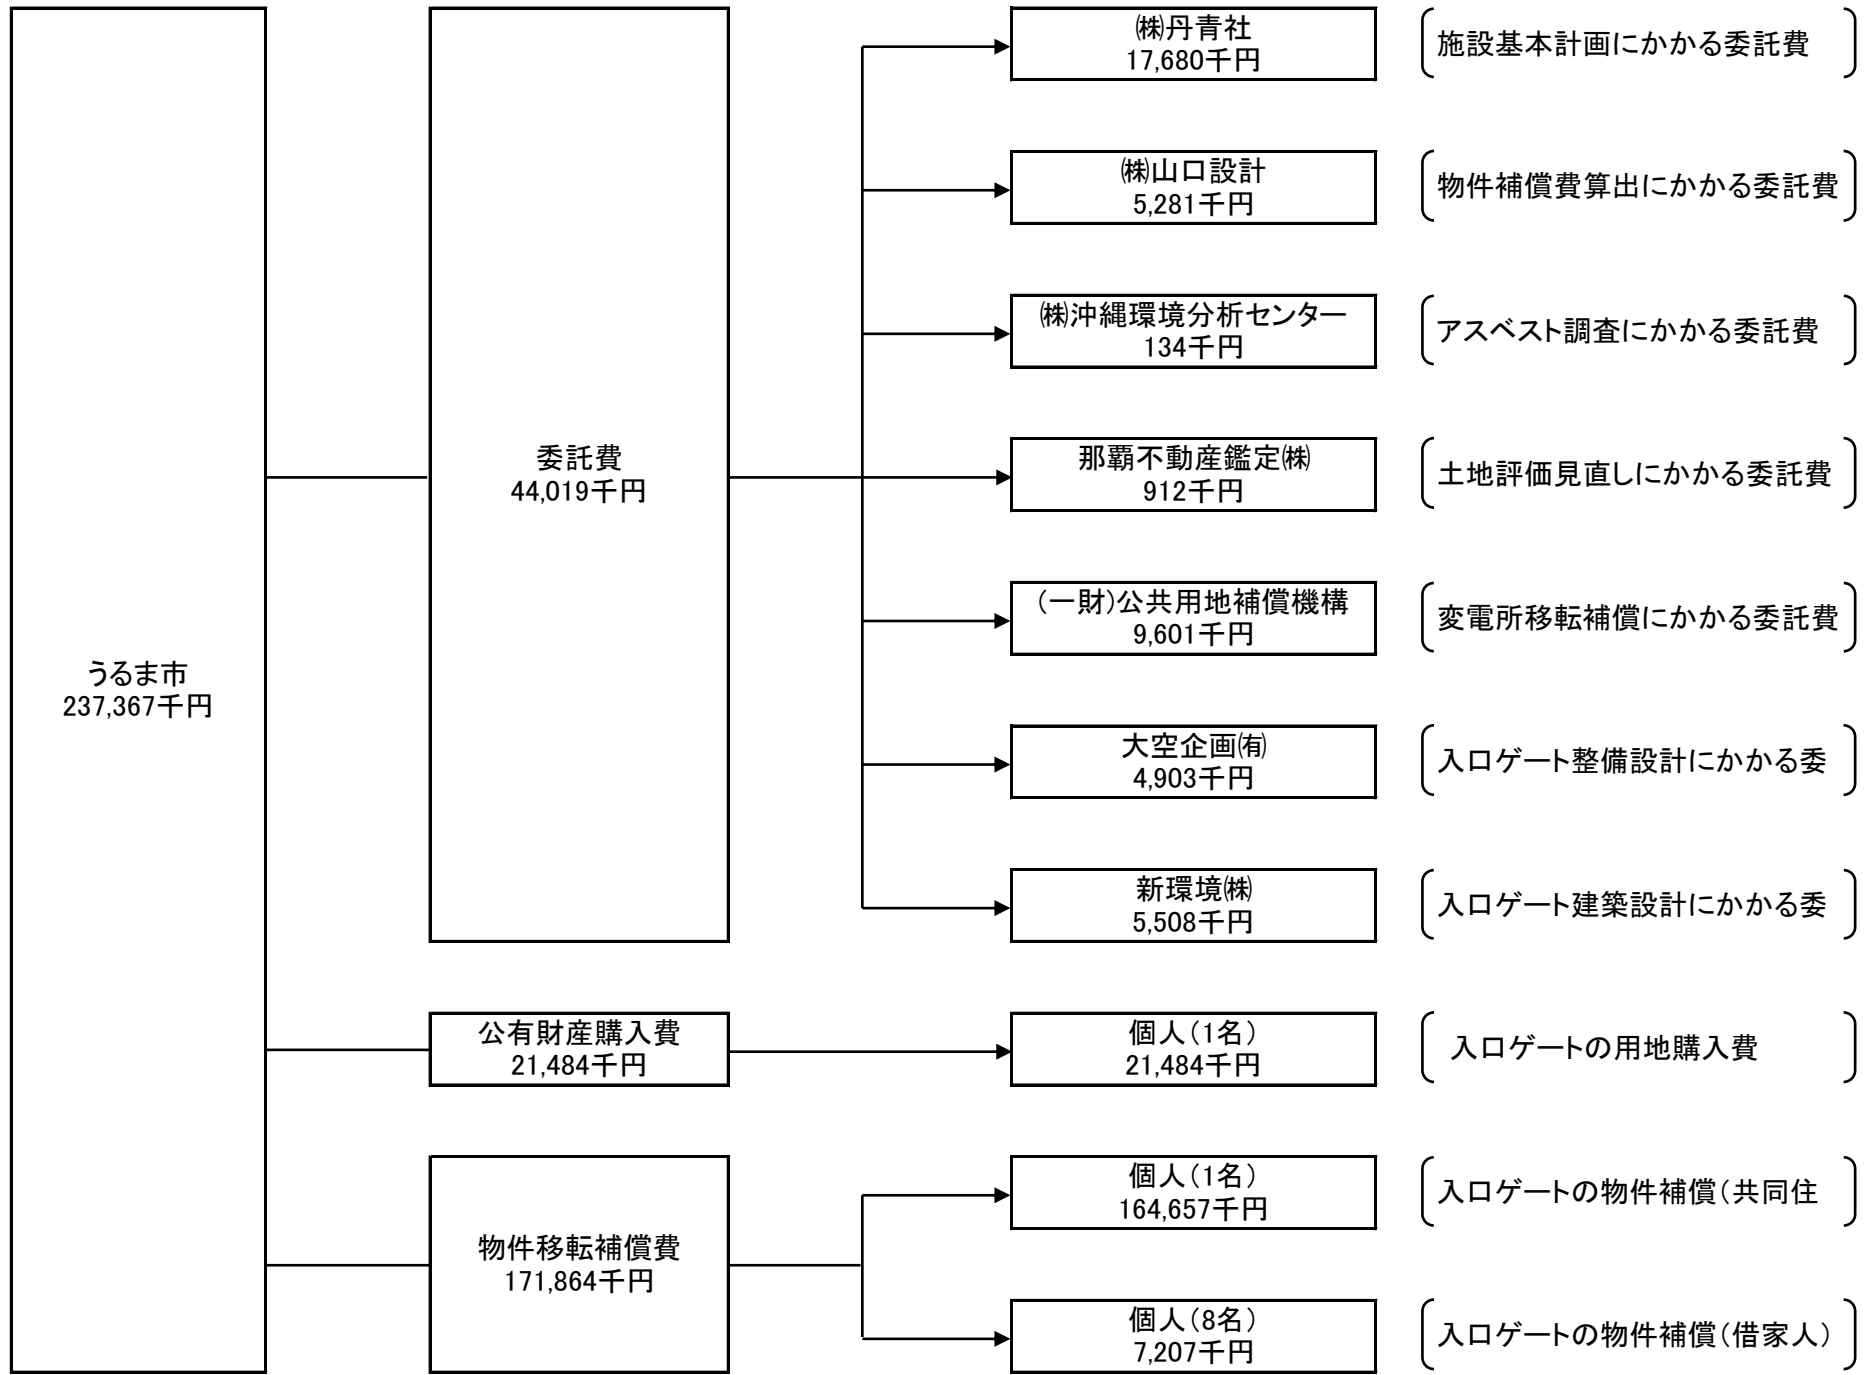 うるま市
237,367千円
委託費
44,019千円
㈱丹青社
17,680千円
施設基本計画にかかる委託費
㈱山口設計
5,281千円
物件補償費算出にかかる委託費
㈱沖縄環境分析センター
134千円
アスベスト調査にかかる委託費
那覇不動産鑑定㈱
912千円
土地評価見直しにかかる委託費
(一財)公共用地補償機構
9,601千円
変電所移転補償にかかる委託費
大空企画㈲
4,903千円
入口ゲート整備設計にかかる委
新環境㈱
5,508千円
入口ゲート建築設計にかかる委
公有財産購入費
21,484千円
個人（1名）
21,484千円
入口ゲートの用地購入費
物件移転補償費
171,864千円
個人（1名）
164,657千円
入口ゲートの物件補償（共同住
個人（8名）
7,207千円
入口ゲートの物件補償（借家人）